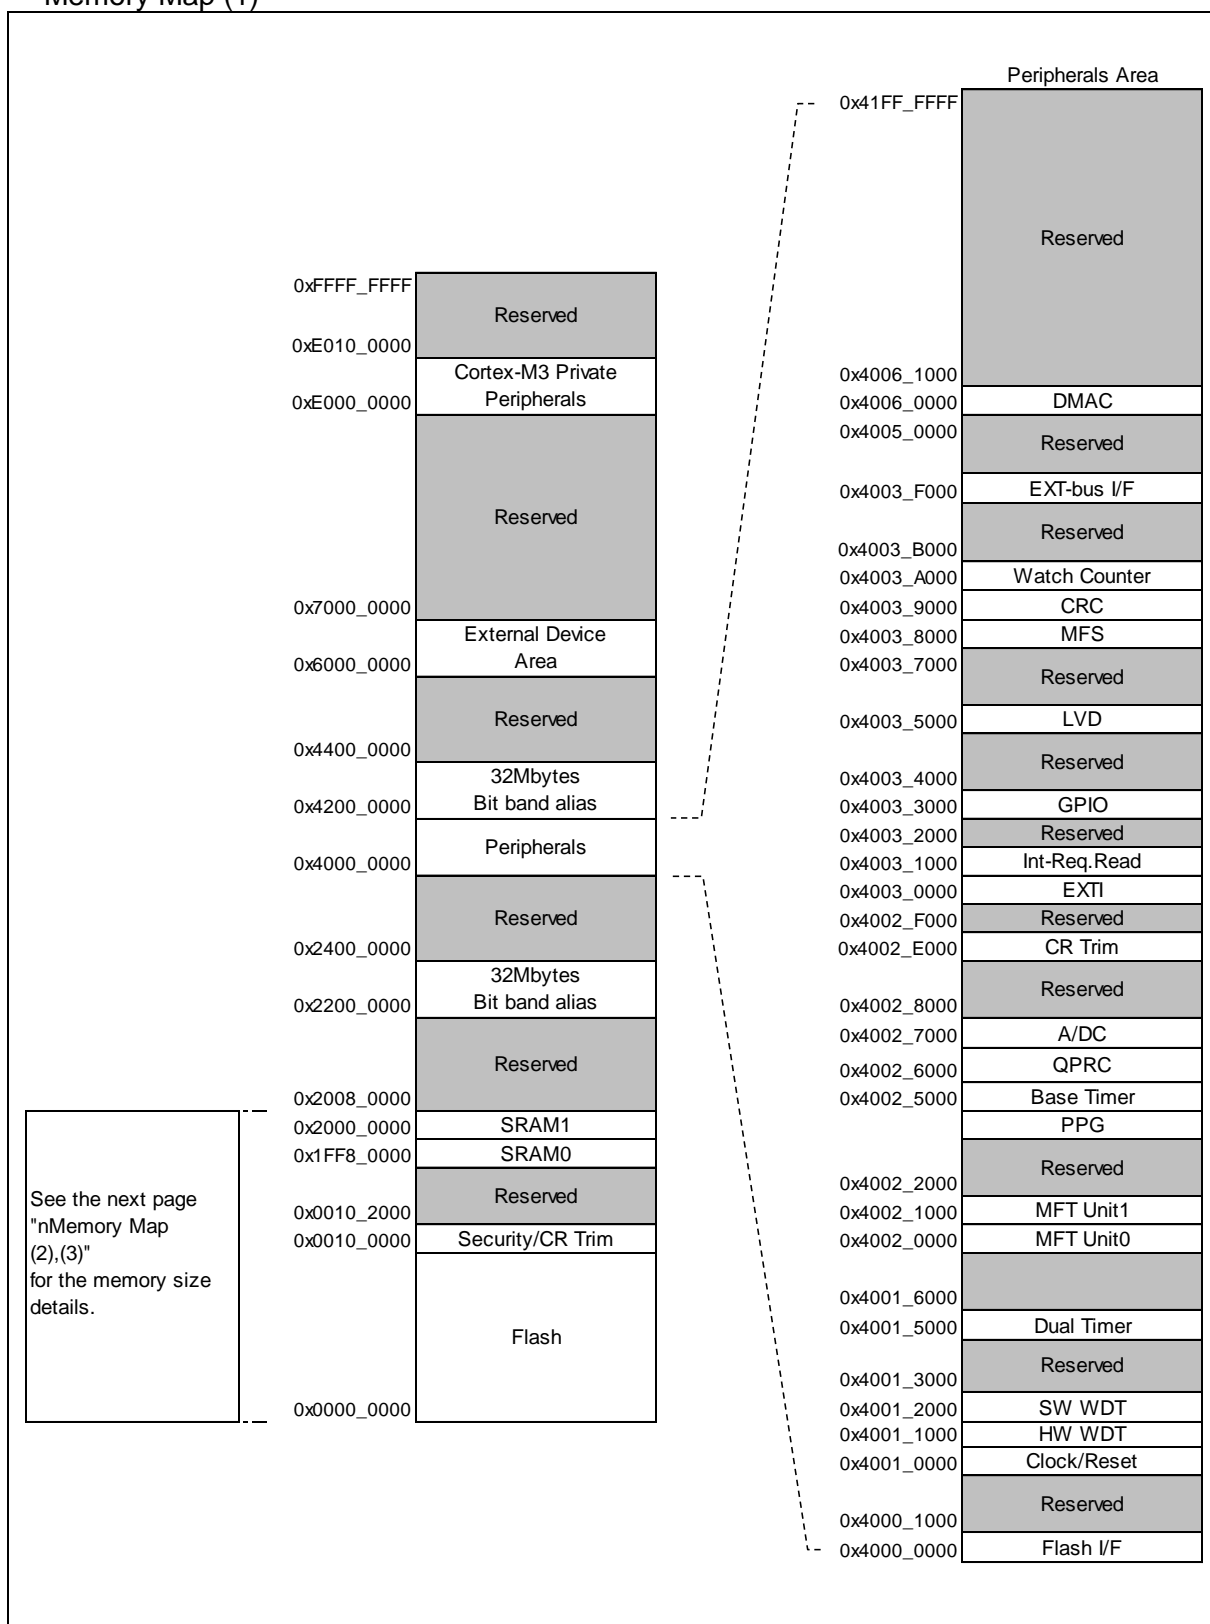 Memory Map (1)
Peripherals Area
0x41FF_FFFF
Reserved
0x4006_1000
0x4006_0000 DMAC
0x4005_0000
Reserved
0x4003_F000 EXT-bus I/F
Reserved
0x4003_B000
0x4003_A000 Watch Counter
0x4003_9000 CRC
0x4003_8000 MFS
0x4003_7000
Reserved
0x4003_5000 LVD
Reserved
0x4003_4000
0x4003_3000 GPIO
0x4003_2000 Reserved
0x4003_1000 Int-Req.Read
0x4003_0000 EXTI
0x4002_F000 Reserved
0x4002_E000 CR Trim
Reserved
0x4002_8000
0x4002_7000 A/DC
0x4002_6000 QPRC
0x4002_5000 Base Timer
PPG
Reserved
0x4002_2000
0x4002_1000 MFT Unit1
0x4002_0000 MFT Unit0
0x4001_6000
0x4001_5000 Dual Timer
Reserved
0x4001_3000
0x4001_2000 SW WDT
0x4001_1000 HW WDT
0x4001_0000 Clock/Reset
Reserved
0x4000_1000
0x4000_0000 Flash I/F
0xFFFF_FFFF
Reserved
0xE010_0000
Cortex-M3 Private
0xE000_0000 Peripherals
Reserved
0x7000_0000
External Device
0x6000_0000 Area
Reserved
0x4400_0000
32Mbytes
0x4200_0000 Bit band alias
Peripherals
0x4000_0000
Reserved
0x2400_0000
32Mbytes
0x2200_0000 Bit band alias
Reserved
0x2008_0000
0x2000_0000 SRAM1
0x1FF8_0000 SRAM0
Reserved
0x0010_2000
0x0010_0000 Security/CR Trim
Flash
0x0000_0000
See the next page
"nMemory Map
(2),(3)"
for the memory size
details.